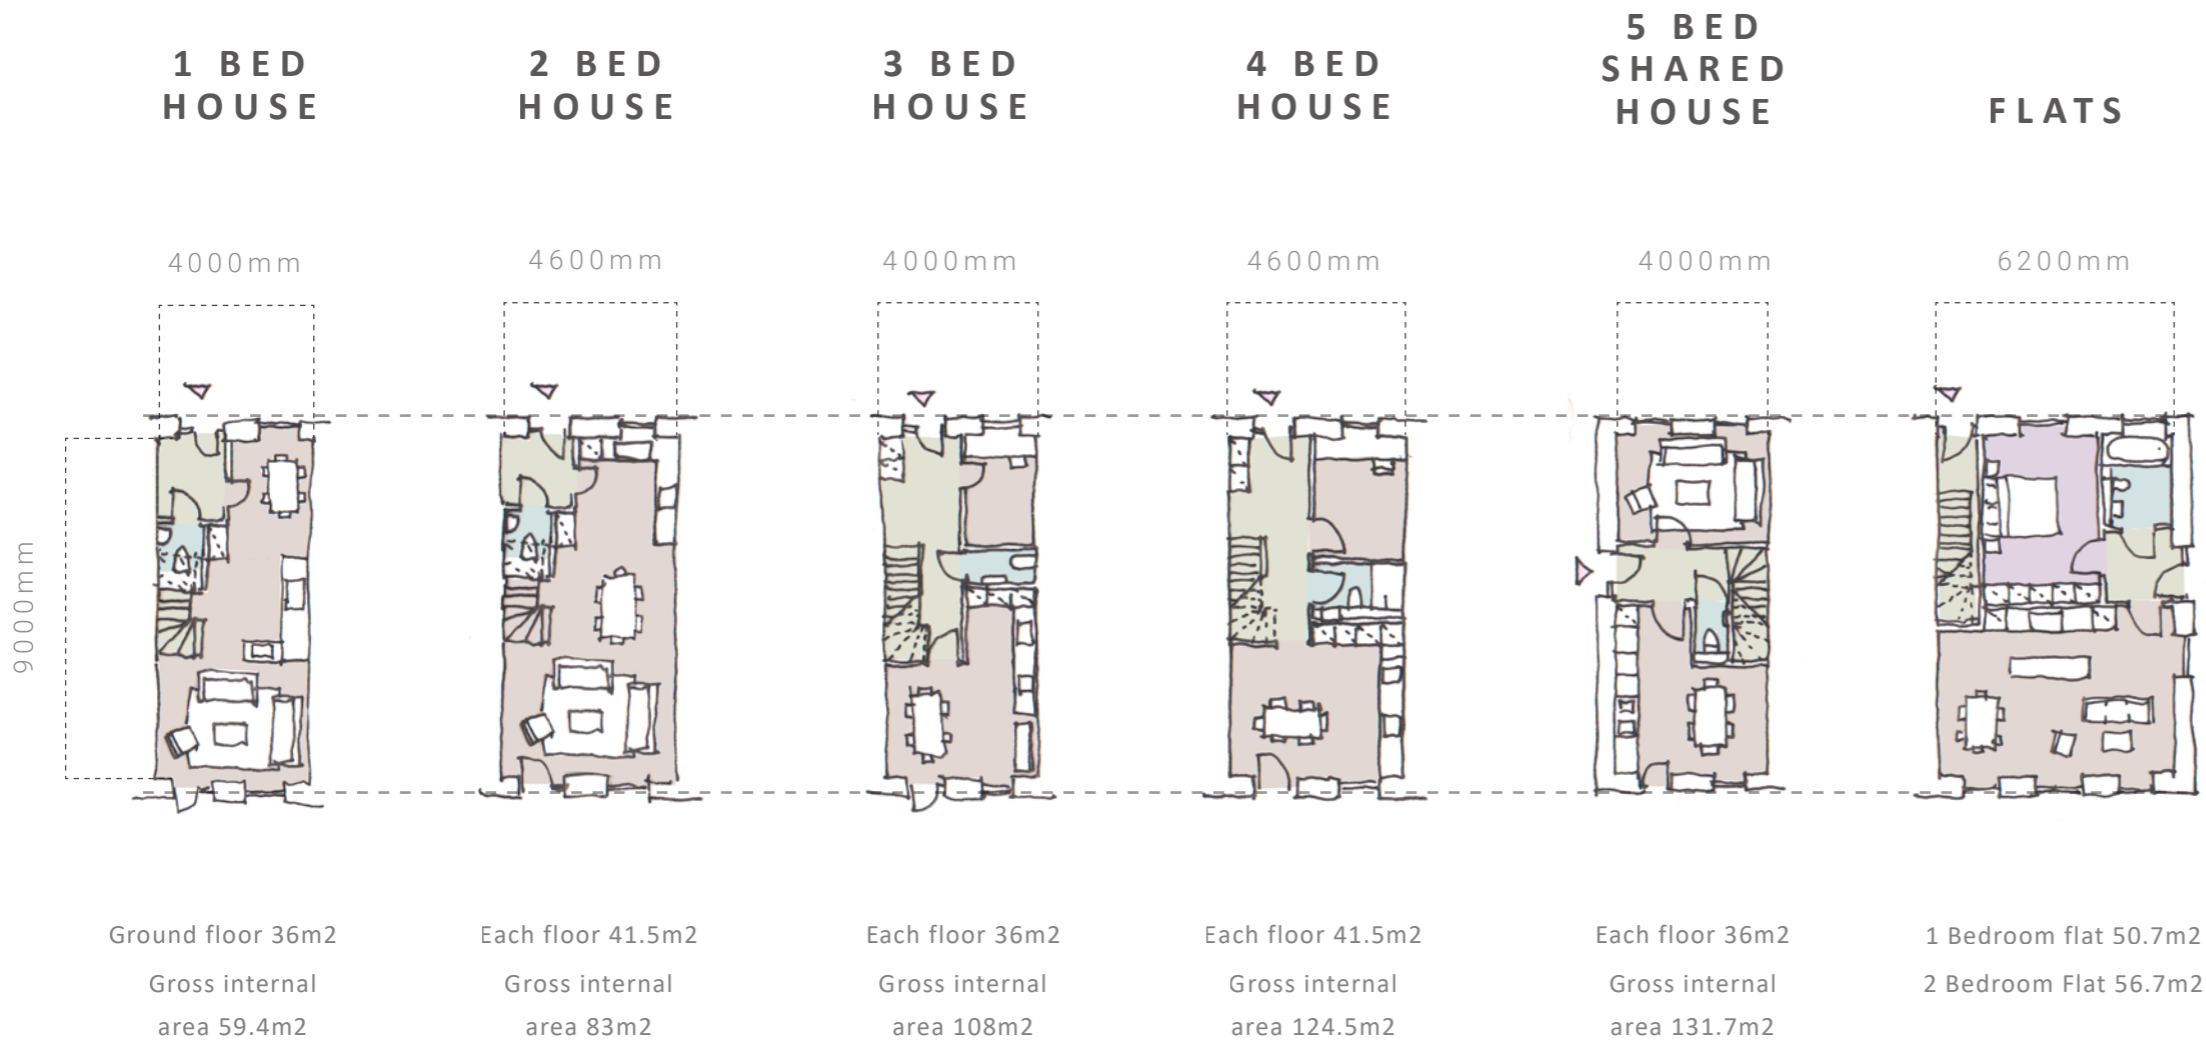 1 BED
HOUSE
2 BED
HOUSE
3 BED
HOUSE
4 BED
HOUSE
5 BED
SHARED
HOUSE
FLATS
4000mm
4600mm
4000mm
4600mm
4000mm
6200mm
9000mm
Ground floor 36m2
Gross internal
area 59.4m2
Each floor 41.5m2
Gross internal
area 83m2
Each floor 36m2
Gross internal
area 108m2
Each floor 41.5m2
Gross internal
area 124.5m2
Each floor 36m2
Gross internal
area 131.7m2
1 Bedroom flat 50.7m2
2 Bedroom Flat 56.7m2